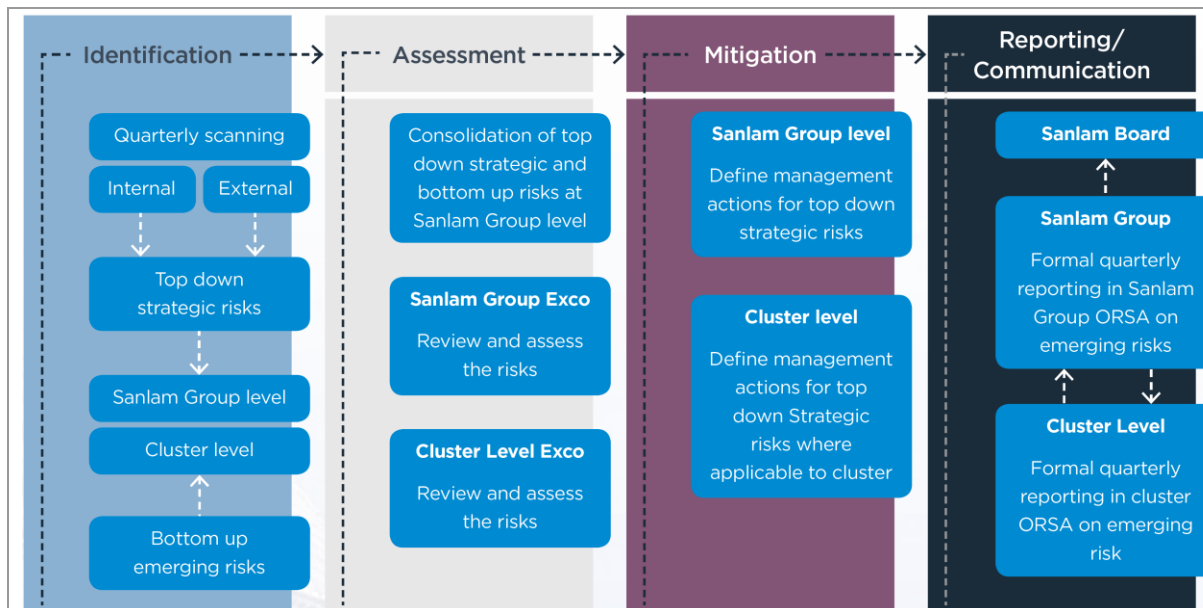 Identification
Quarterly scanning
Internal
External
Top down
strategic risks
Sanlam Group level
Cluster level
Bottom up
emerging risks
Assessment
Consolidation of top
down strategic and
bottom up risks at
Sanlam Group level
Sanlam Group Exco
Review and assess
the risks
Cluster Level Exco
Review and assess
the risks
Mitigation
Sanlam Group level
Define management
actions for top down
strategic risks
Cluster level
Define management
actions for top
down Strategic
risks where
applicable to cluster
Reporting/
Communication
Sanlam Board
Sanlam Group
Formal quarterly
reporting in Sanlam
Group ORSA on
emerging risks
Cluster Level
Formal quarterly
reporting in cluster
ORSA on emerging
risk